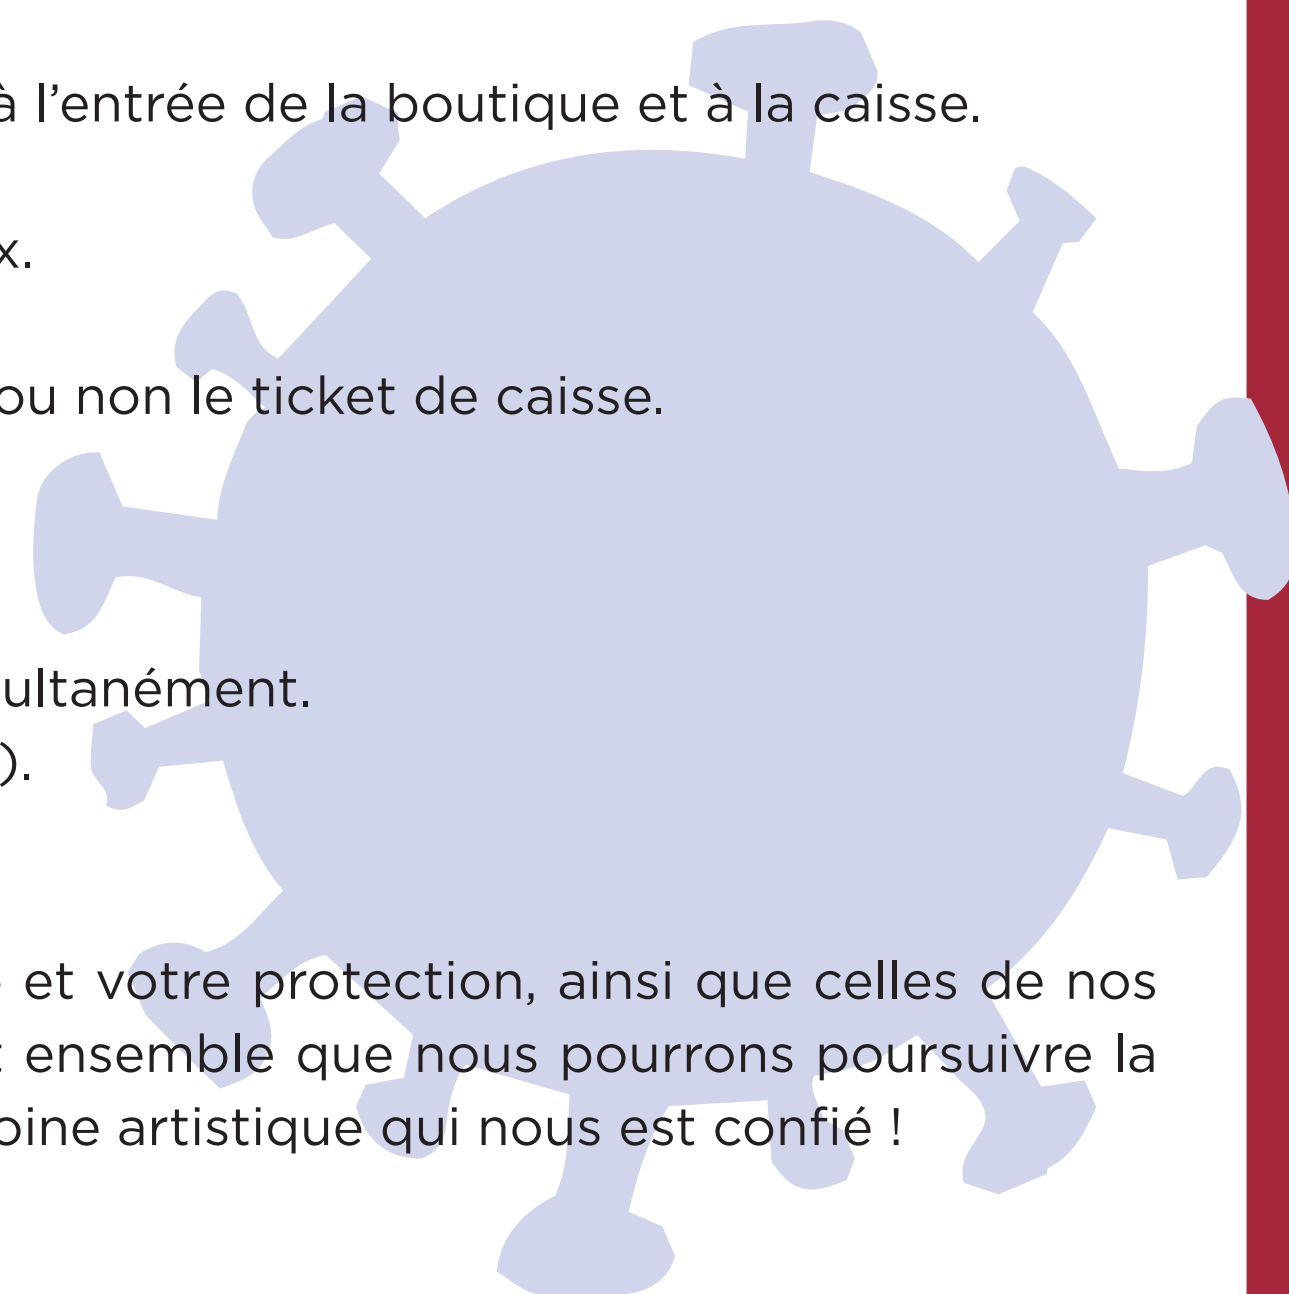 à l’entrée de la boutique et à la caisse.
x.
ou non le ticket de caisse.
ultanément.
).
et votre protection, ainsi que celles de nos
ensemble que nous pourrons poursuivre la
oine artistique qui nous est confié !